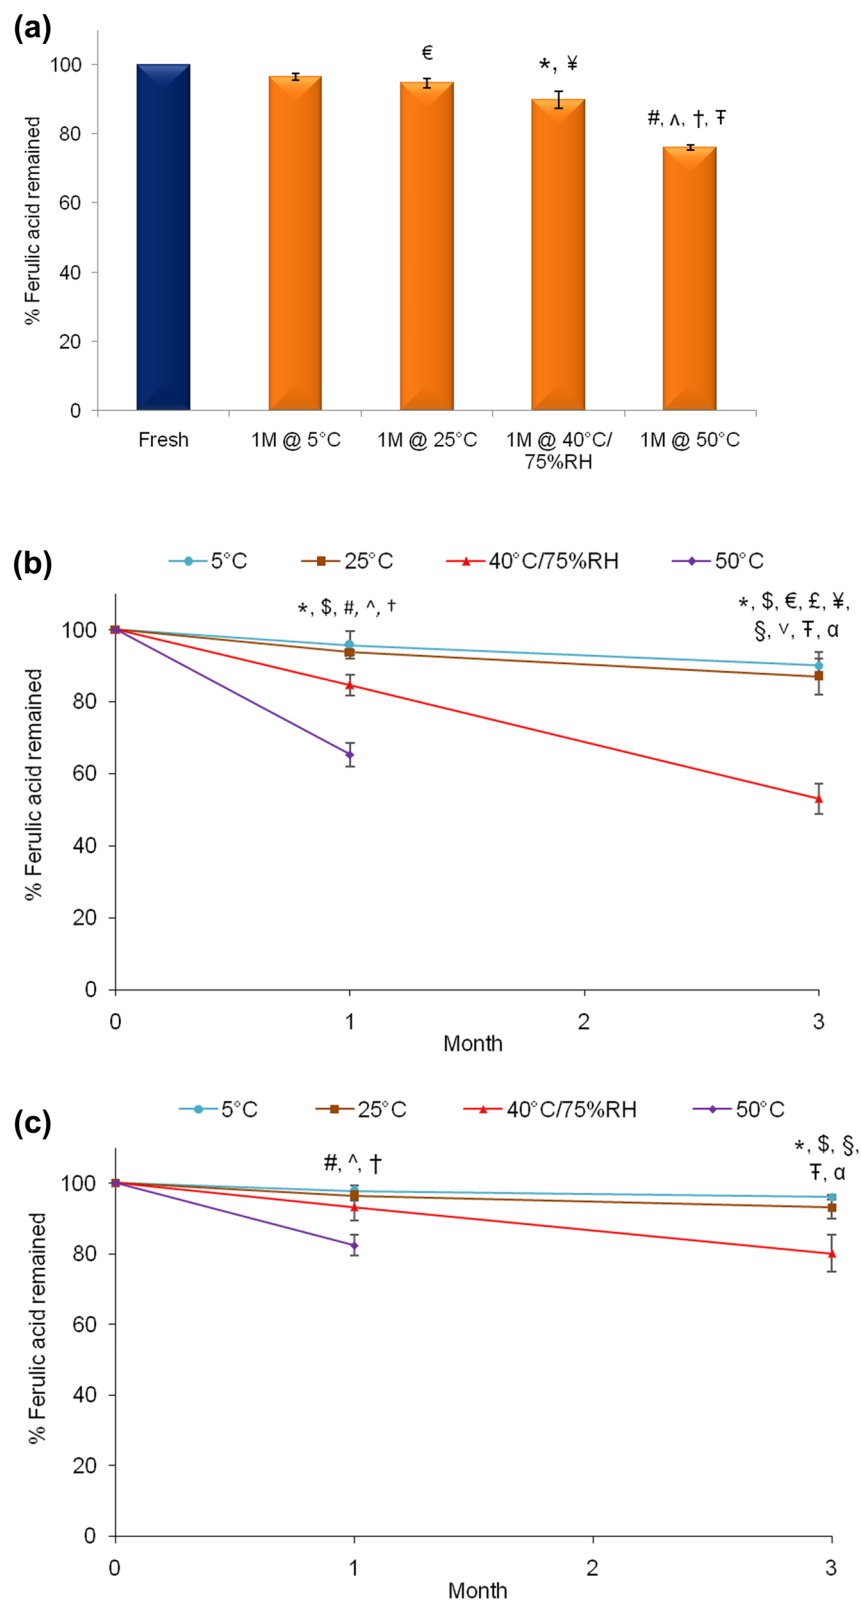 (a)
% Ferulic acid remained
100
80
60
40
20
0
€
*, ¥
#, ʌ, †, Ŧ
Fresh
1M @ 5°C
1M @ 25°C
1M @ 40°C/
75%RH
1M @ 50°C
(b)
5°C
25°C
40°C/75%RH
50°C
% Ferulic acid remained
100
80
60
40
20
0
*, $, #, ^, †
*, $, €, £, ¥,
§, ˅, Ŧ, α
0
1
2
3
Month
(c)
5°C
25°C
40°C/75%RH
50°C
% Ferulic acid remained
100
80
60
40
20
0
#, ^, †
*, $, §,
Ŧ, α
0
1
2
3
Month